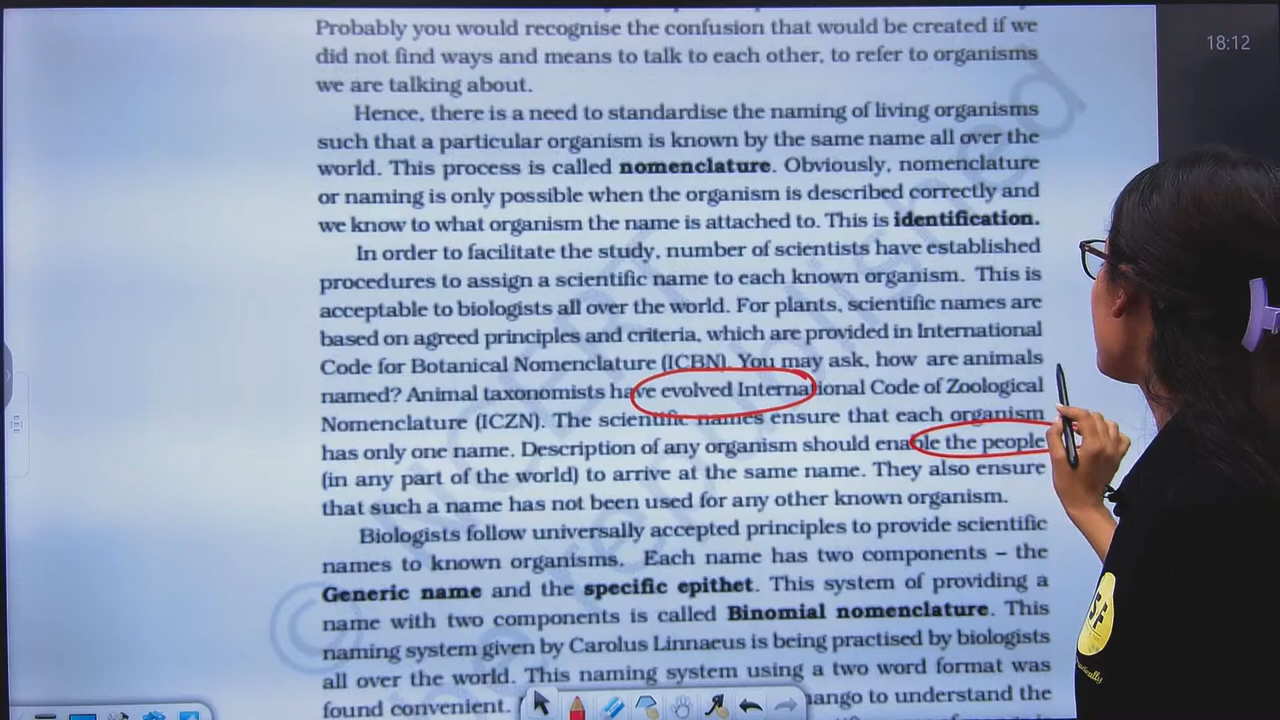 Probably you would recognise the confusion that would be created if we
18:12
did not find ways and means to talk to each other, to refer to organisms
we are talking about.
Hence, there is a need to standardise the naming of living organisms
such that a particular organism is known by the same name all over the
world. This process is called nomenclature. Obviously, nomenclature
or naming is only possible when the organism is described correctly and
we know to what organism the name is attached to. This is identification.
In order to facilitate the study, number of scientists have established
procedures to assign a scientific name to each known organism. This is
acceptable to biologists all over the world. For plants, scientific names are
based on agreed principles and criteria, which are provided in International
Code for Botanical Nomenclature (ICBN). You may ask, how are animals
named? Animal taxonomists have evolved International Code of Zoological
Nomenclature (ICZN). The scientific names ensure that each organism
has only one name. Description of any organism should enable the people
(in any part of the world) to arrive at the same name. They also ensure
that such a name has not been used for any other known organism.
Biologists follow universally accepted principles to provide scientific
names to known organisms. Each name has two components – the
Generic name and the specific epithet. This system of providing a
name with two components is called Binomial nomenclature. This
naming system given by Carolus Linnaeus is being practised by biologists
all over the world. This naming system using a two word format was
found convenient. to understand the